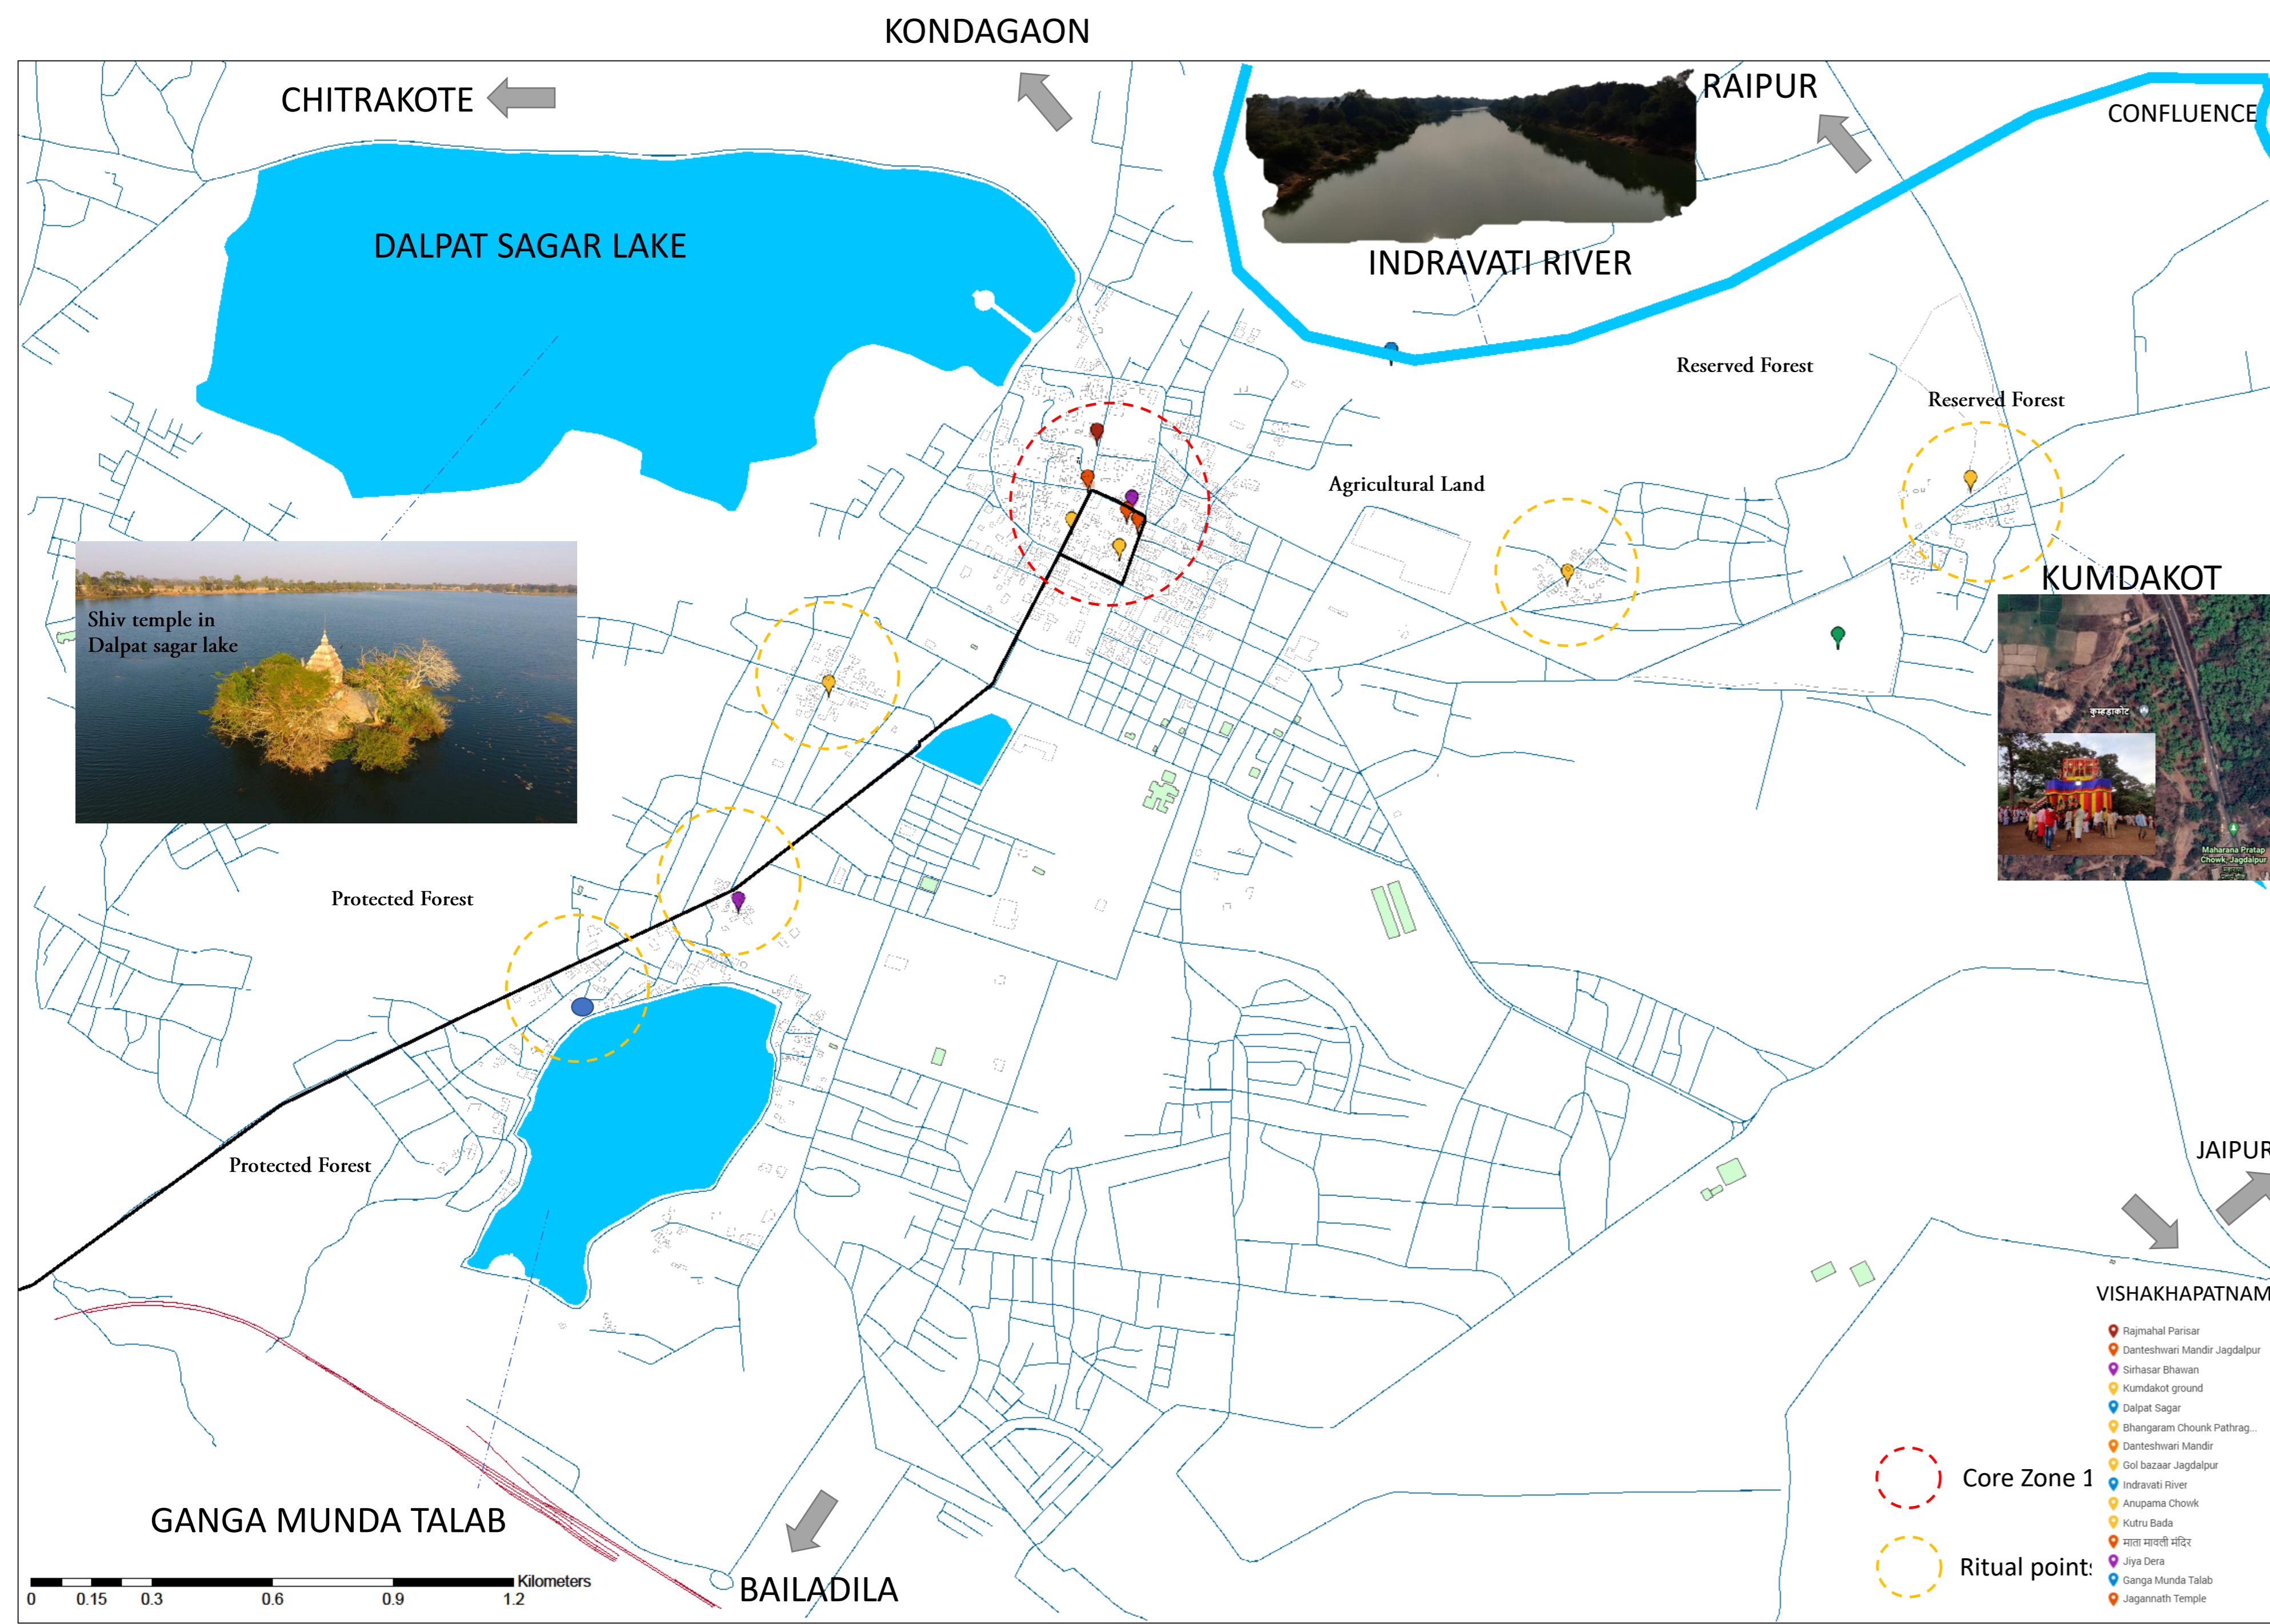 KONDAGAON
CHITRAKOTE
RAIPUR
CONFLUENCE
DALPAT SAGAR LAKE
INDRAVATI RIVER
Reserved Forest
Reserved Forest
Agricultural Land
KUMDAKOT
Shiv temple in
Dalpat sagar lake
कुम्हड़ाकोट
Maharana Pratap
Chowk, Jagdalpur
Protected Forest
Protected Forest
JAIPUR
VISHAKHAPATNAM
Rajmahal Parisar
Danteshwari Mandir Jagdalpur
Sirhasar Bhawan
Kumdakot ground
Dalpat Sagar
Bhangaram Chounk Pathrag...
Danteshwari Mandir
Gol bazaar Jagdalpur
Indravati River
Anupama Chowk
Kutru Bada
माता मावली मंदिर
Jiya Dera
Ganga Munda Talab
Jagannath Temple
Core Zone 1
Ritual points
GANGA MUNDA TALAB
BAILADILA
Kilometers
0 0.15 0.3 0.6 0.9 1.2